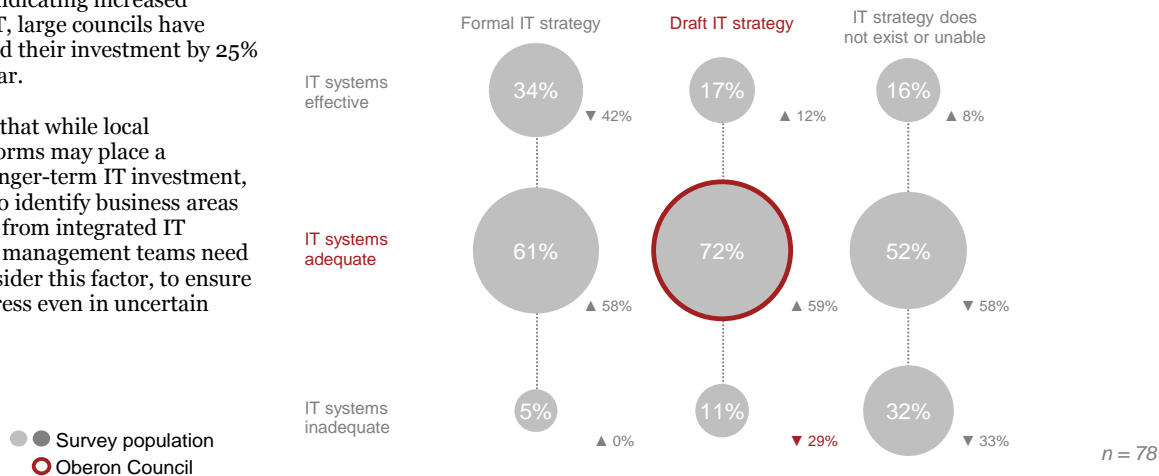 ndicating increased
T, large councils have
d their investment by 25%
ar.
that while local
orms may place a
nger-term IT investment,
o identify business areas
from integrated IT
management teams need
sider this factor, to ensure
ress even in uncertain
Formal IT strategy
Draft IT strategy
IT strategy does
not exist or unable
IT systems
effective
34%
▼ 42%
17%
▲ 12%
16%
▲ 8%
IT systems
adequate
61%
▲ 58%
72%
▲ 59%
52%
▼ 58%
IT systems
inadequate
5%
▲ 0%
11%
▼ 29%
32%
▼ 33%
Survey population
Oberon Council
n = 78